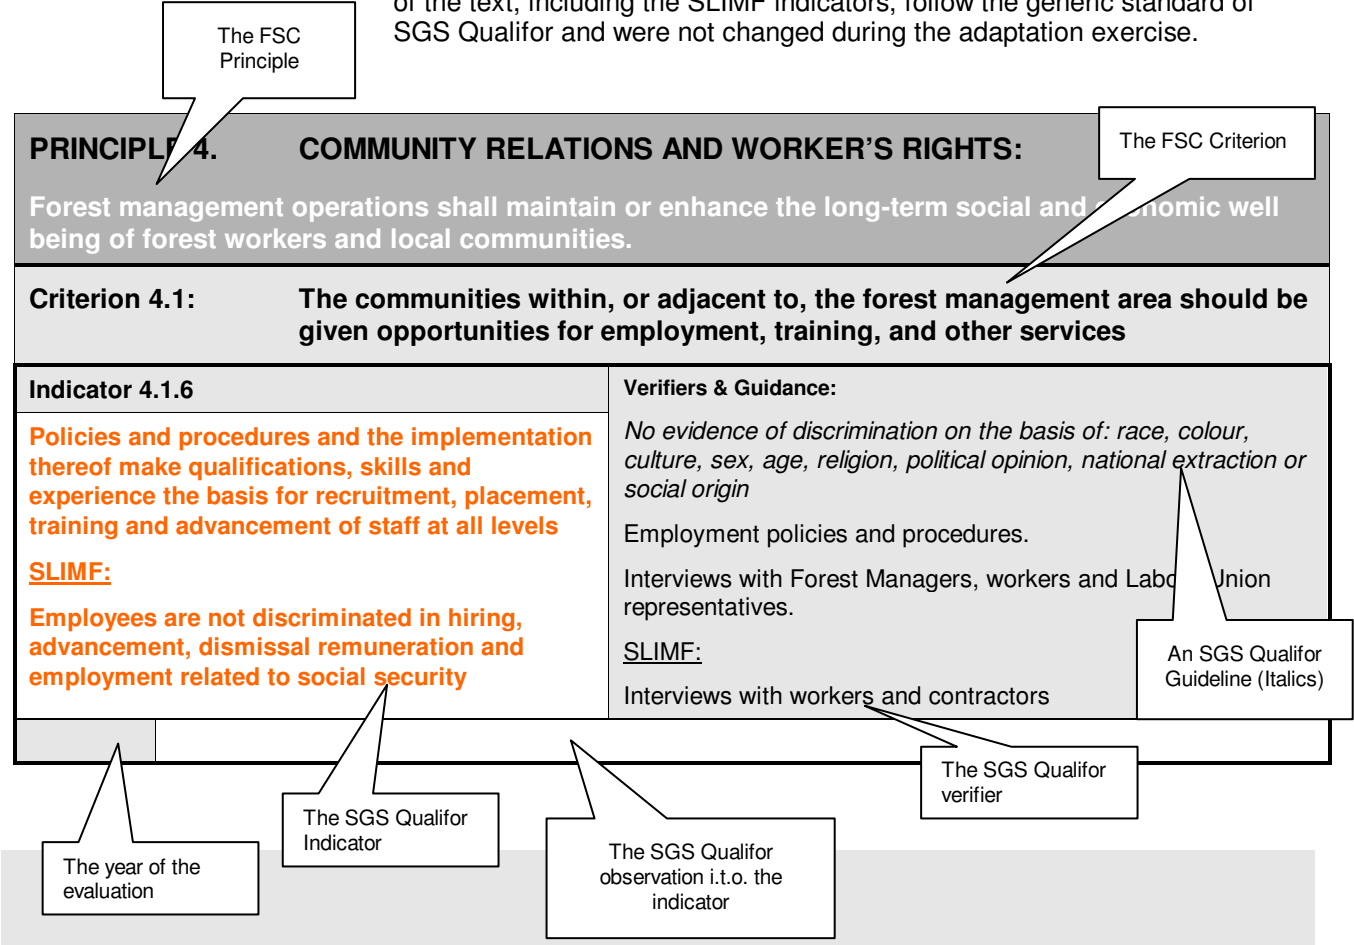 of the text, including the SLIMF indicators, follow the generic standard of
SGS Qualifor and were not changed during the adaptation exercise.
The FSC
Principle
The FSC Criterion
PRINCIPLE 4. COMMUNITY RELATIONS AND WORKER’S RIGHTS:
Forest management operations shall maintain or enhance the long-term social and economic well
being of forest workers and local communities.
Criterion 4.1: The communities within, or adjacent to, the forest management area should be
given opportunities for employment, training, and other services
Indicator 4.1.6
Policies and procedures and the implementation
thereof make qualifications, skills and
experience the basis for recruitment, placement,
training and advancement of staff at all levels
SLIMF:
Employees are not discriminated in hiring,
advancement, dismissal remuneration and
employment related to social security
Verifiers & Guidance:
No evidence of discrimination on the basis of: race, colour,
culture, sex, age, religion, political opinion, national extraction or
social origin
Employment policies and procedures.
Interviews with Forest Managers, workers and Labour Union
representatives.
SLIMF:
Interviews with workers and contractors
An SGS Qualifor
Guideline (Italics)
The SGS Qualifor
verifier
The SGS Qualifor
Indicator
The SGS Qualifor
observation i.t.o. the
indicator
The year of the
evaluation